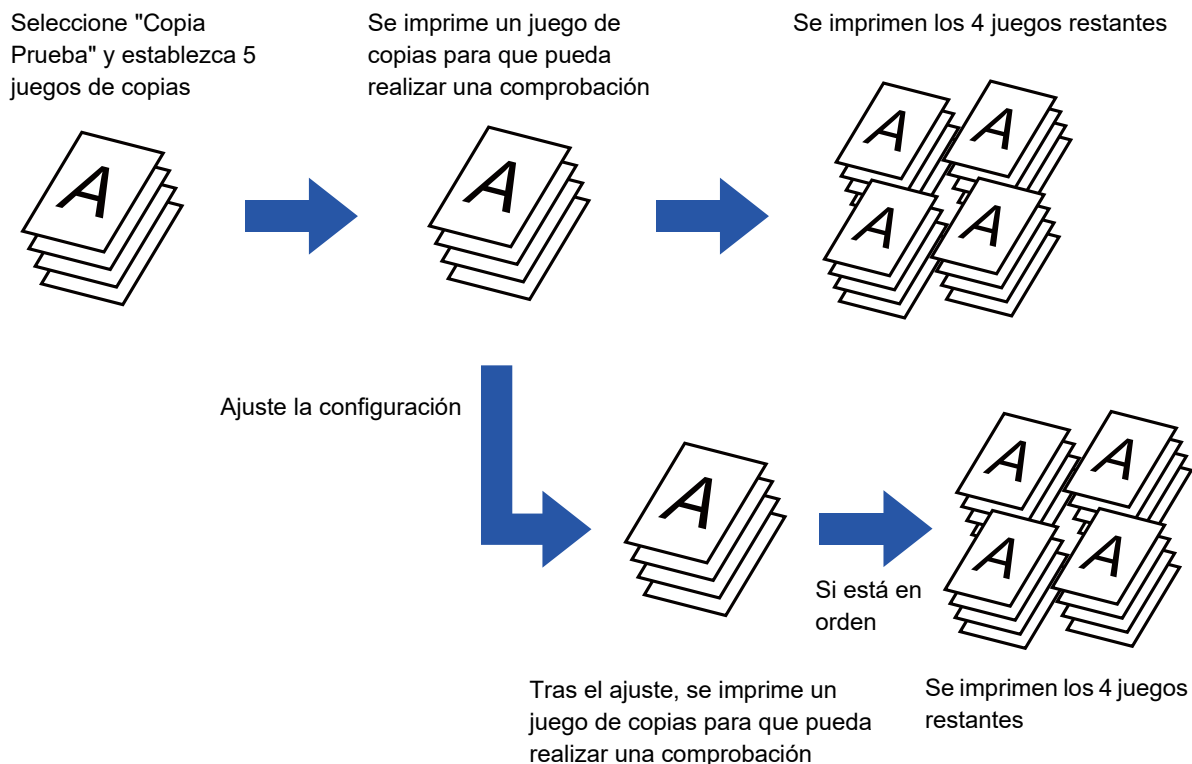 Seleccione "Copia
Prueba" y establezca 5
juegos de copias
Se imprime un juego de
copias para que pueda
realizar una comprobación
Se imprimen los 4 juegos restantes
A
A
A
A
A
A
Ajuste la configuración
A
A
A
A
A
Si está en
orden
Tras el ajuste, se imprime un
juego de copias para que pueda
realizar una comprobación
Se imprimen los 4 juegos
restantes